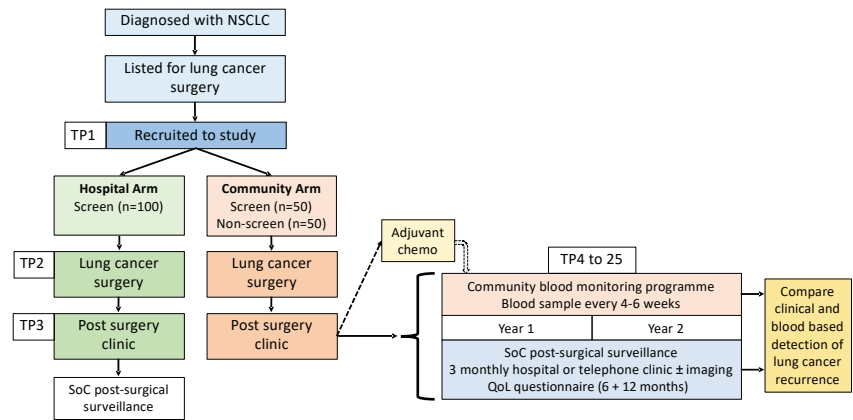 Diagnosed with NSCLC
Listed for lung cancer
surgery
TP1
Recruited to study
Hospital Arm
Screen (n=100)
Community Arm
Screen (n=50)
Non-screen (n=50)
TP2
Lung cancer
surgery
Lung cancer
surgery
TP3
Post surgery
clinic
Post surgery
clinic
SoC post-surgical
surveillance
Adjuvant
chemo
TP4 to 25
Community blood monitoring programme
Blood sample every 4-6 weeks
Year 1
Year 2
SoC post-surgical surveillance
3 monthly hospital or telephone clinic ± imaging
QoL questionnaire (6 + 12 months)
Compare
clinical and
blood based
detection of
lung cancer
recurrence